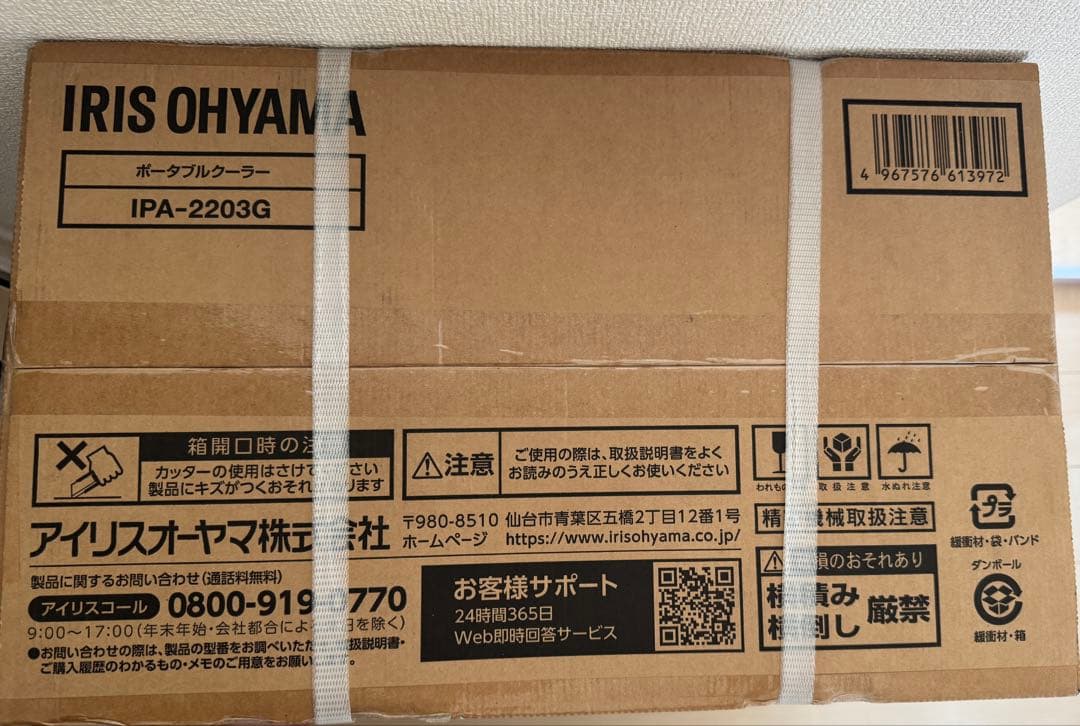 IRIS OHYAMA
ポータブルクーラー
IPA-2203G
4 967576 613972
箱開口時の注
カッターの使用はさけて さい
製品にキズがつくおそれ ります
注意
ご使用の際は、取扱説明書をよく
お読みのうえ正しくお使いください
われもの 取扱注意 水ぬれ注意
アイリスオーヤマ株式会社
〒980-8510 仙台市青葉区五橋2丁目12番1号
ホームページ https://www.irisohyama.co.jp/
精 機械取扱注意
損のおそれあり
横積み
横倒し
厳禁
プラ
緩衝材・袋・バンド
ダンボール
緩衝材・箱
製品に関するお問い合わせ(通話料無料)
アイリスコール 0800-919 770
9:00~17:00(年末年始・会社都合によ 日を除く)
●お問い合わせの際は、製品の型番をお調べいた 扱説明書・
ご購入履歴のわかるもの・メモのご用意をお願い 。
お客様サポート
24時間365日
Web即時回答サービス